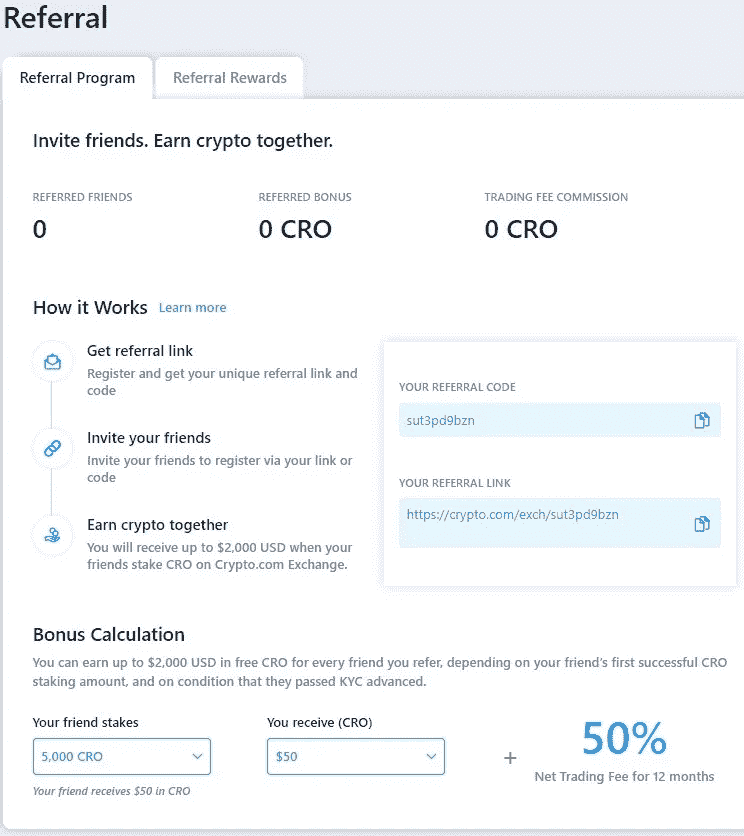 Referral
Referral Program
Referral Rewards
Invite friends. Earn crypto together.
REFERRED FRIENDS
0
REFERRED BONUS
0 CRO
TRADING FEE COMMISSION
0 CRO
How it Works Learn more
Get referral link
Register and get your unique referral link and
code
Invite your friends
Invite your friends to register via your link or
code
Earn crypto together
You will receive up to $2,000 USD when your
friends stake CRO on Crypto.com Exchange.
YOUR REFERRAL CODE
sut3pd9bzn
YOUR REFERRAL LINK
https://crypto.com/exch/sut3pd9bzn
Bonus Calculation
You can earn up to $2,000 USD in free CRO for every friend you refer, depending on your friend's first successful CRO
staking amount, and on condition that they passed KYC advanced.
Your friend stakes
5,000 CRO
Your friend receives $50 in CRO
You receive (CRO)
$50
+
50%
Net Trading Fee for 12 months